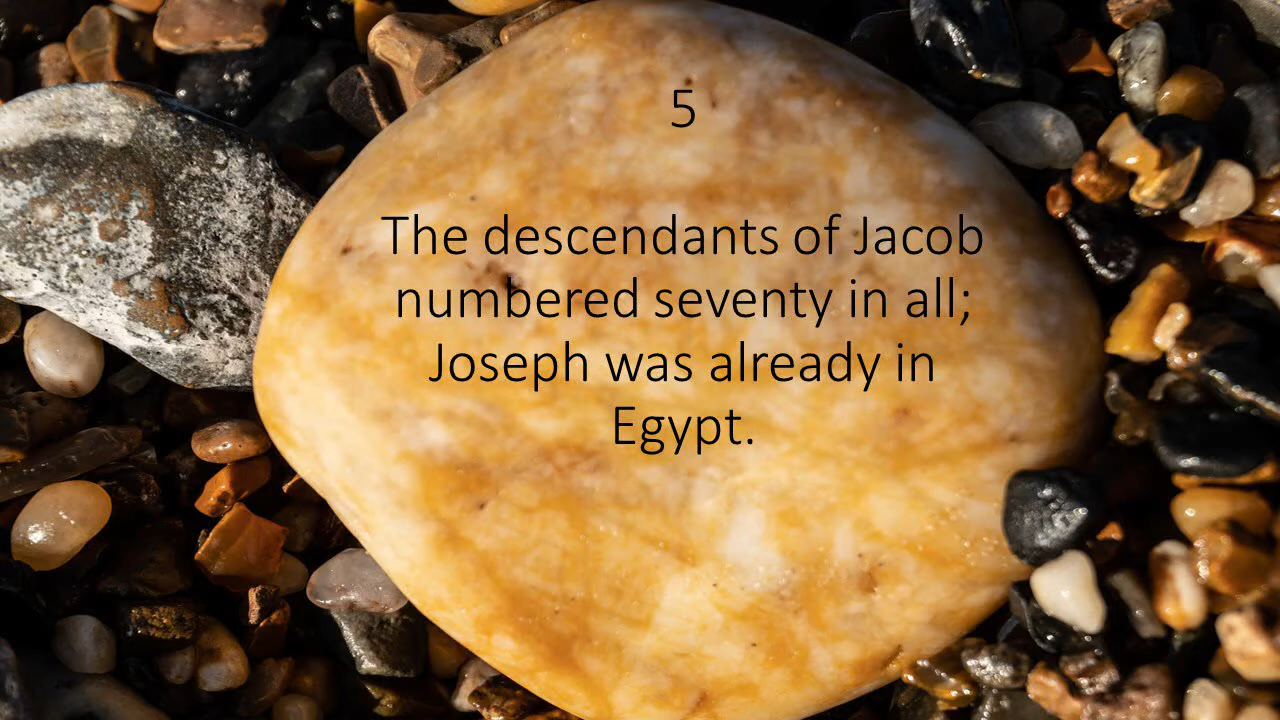 5
The descendants of Jacob
numbered seventy in all;
Joseph was already in
Egypt.